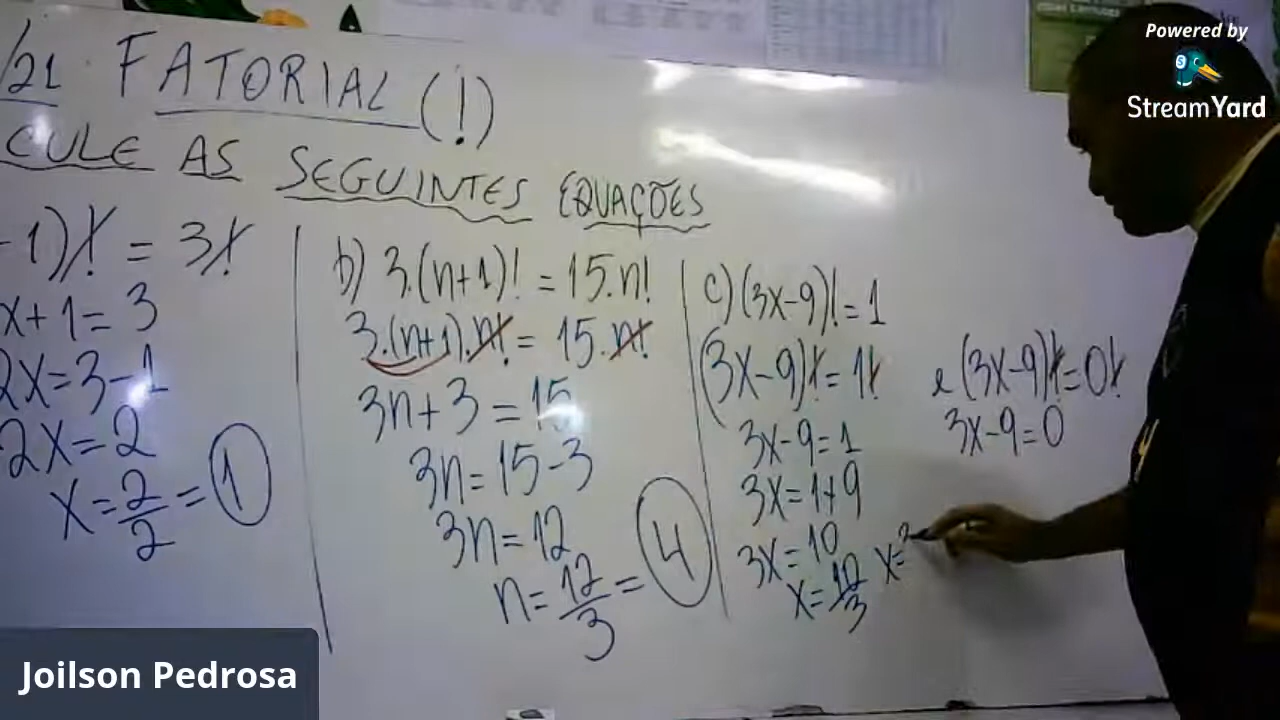 Powered by
StreamYard
/21 FATORIAL (!)
CULE AS SEGUINTES EQUAÇÕES
-1)! = 3!
x+1=3
2x=3-1
2x=2
x=2/2=1
b) 3.(n+1)! = 15.n!
3.(n+1).n! = 15.n!
3n+3=15
3n=15-3
3n=12
n=12/3=4
c) (3x-9)!=1
(3x-9)!=1!
3x-9=1
3x=1+9
3x=10
x=10/3
x=
e (3x-9)!=0!
3x-9=0
Joilson Pedrosa